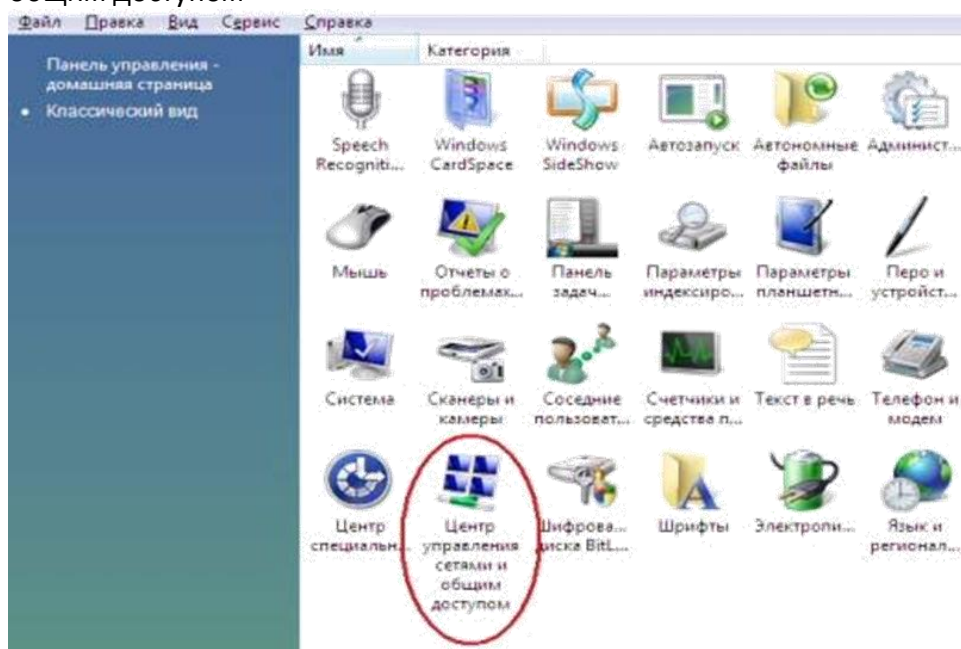 Файл Правка Вид Сервис Справка
Имя Категория
Панель управления -
домашняя страница
• Классический вид
Speech Windows Windows Автозапуск Автономные Админист...
Recogniti... CardSpace SideShow файлы
Мышь Отчеты о Панель Параметры Параметры Перо и
проблемах... задач... индексиро... планшетн... устройст...
Система Сканеры и Соседние Счетчики и Текст в речь Телефон и
камеры пользоват... средства п... модем
Центр Центр Шифрова... Шрифты Электропи... Язык и
специальн... управления диска BitL... регионал...
сетями и
общим
доступом